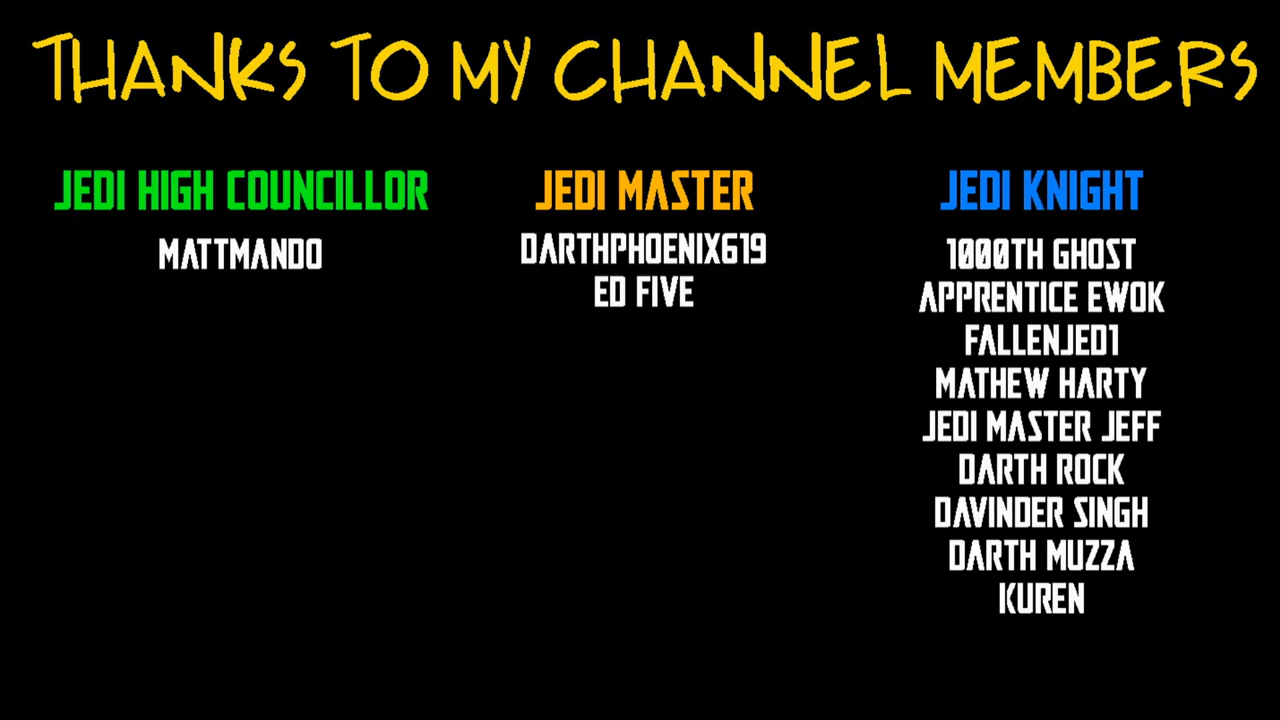 THANKS TO MY CHANNEL MEMBERS
JEDI HIGH COUNCILLOR
MATTMANDO
JEDI MASTER
DARTHPHOENIX619
ED FIVE
JEDI KNIGHT
1000TH GHOST
APPRENTICE EWOK
FALLENJED1
MATHEW HARTY
JEDI MASTER JEFF
DARTH ROCK
DAVINDER SINGH
DARTH MUZZA
KUREN